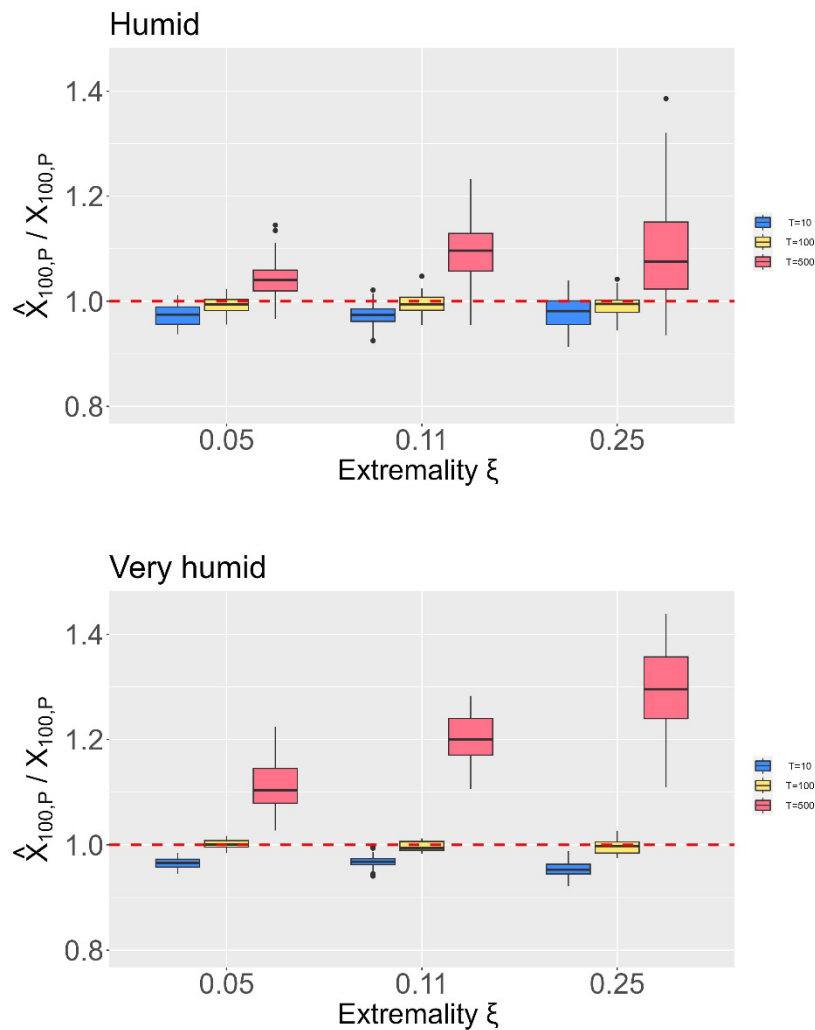 Humid
1.4
1.2
1.0
0.8
X̂100,P / X100,P
0.05 0.11 0.25
Extremality ξ
T=10
T=100
T=500
Very humid
1.4
1.2
1.0
0.8
X̂100,P / X100,P
0.05 0.11 0.25
Extremality ξ
T=10
T=100
T=500